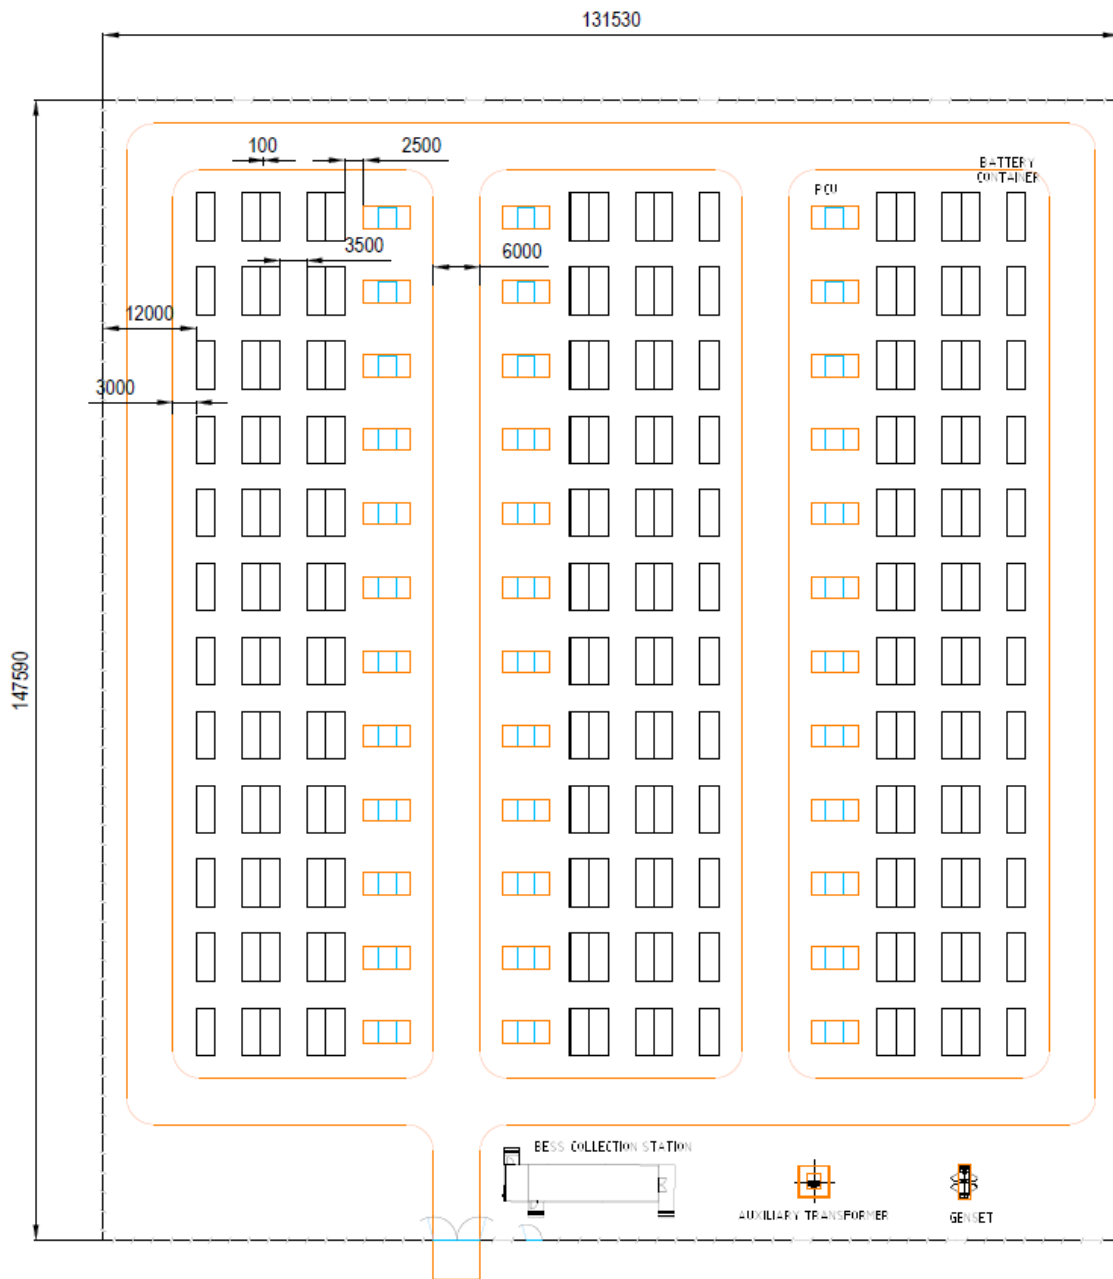 131530
100
2500
BATTERY
CONTAINER
PCU
3500
6000
12000
3000
147590
BESS COLLECTION STATION
AUXILIARY TRANSFORMER
GENSET